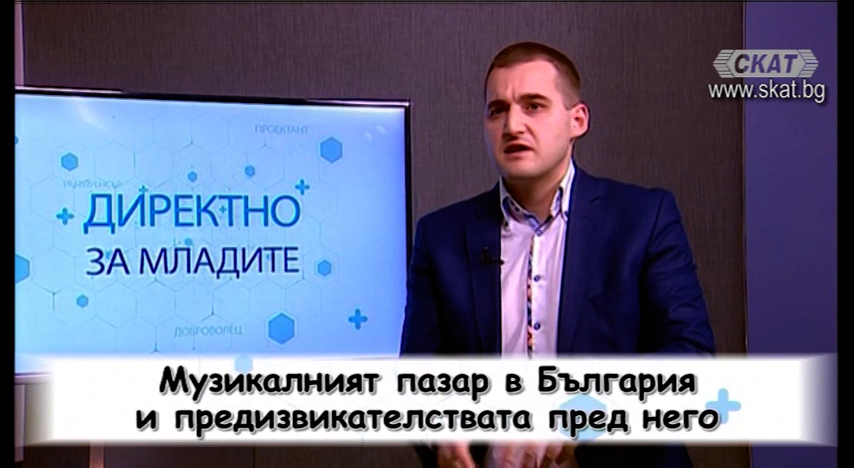 СКАТ
www.skat.bg
ПРОЕКТАНТ
ДИРЕКТНО
ЗА МЛАДИТЕ
ДОБРОВОЛЕЦ
Музикалният пазар в България
и предизвикателствата пред него